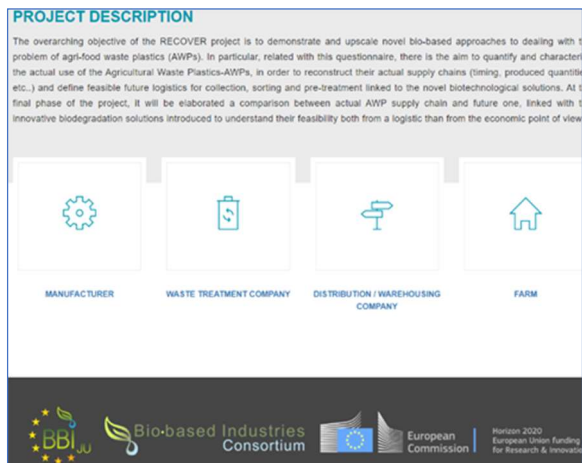 PROJECT DESCRIPTION
The overarching objective of the RECOVER project is to demonstrate and upscale novel bio-based approaches to dealing with
problem of agri-food waste plastics (AWPs). In particular, related with this questionnaire, there is the aim to quantify and
the actual use of the Agricultural Waste Plastics-AWPs, in order to reconstruct their actual supply chains (timing, produced
etc..) and define feasible future logistics for collection, sorting and pre-treatment linked to the novel biotechnological solutions. At
final phase of the project, it will be elaborated a comparison between actual AWP supply chain and future one, linked with
innovative biodegradation solutions introduced to understand their feasibility both from a logistic than from the economic point of view
MANUFACTURER
WASTE TREATMENT COMPANY
DISTRIBUTION / WAREHOUSING
COMPANY
FARM
BBI JU
Bio-based Industries
Consortium
European
Commission
Horizon 2020
European Union funding
for Research &